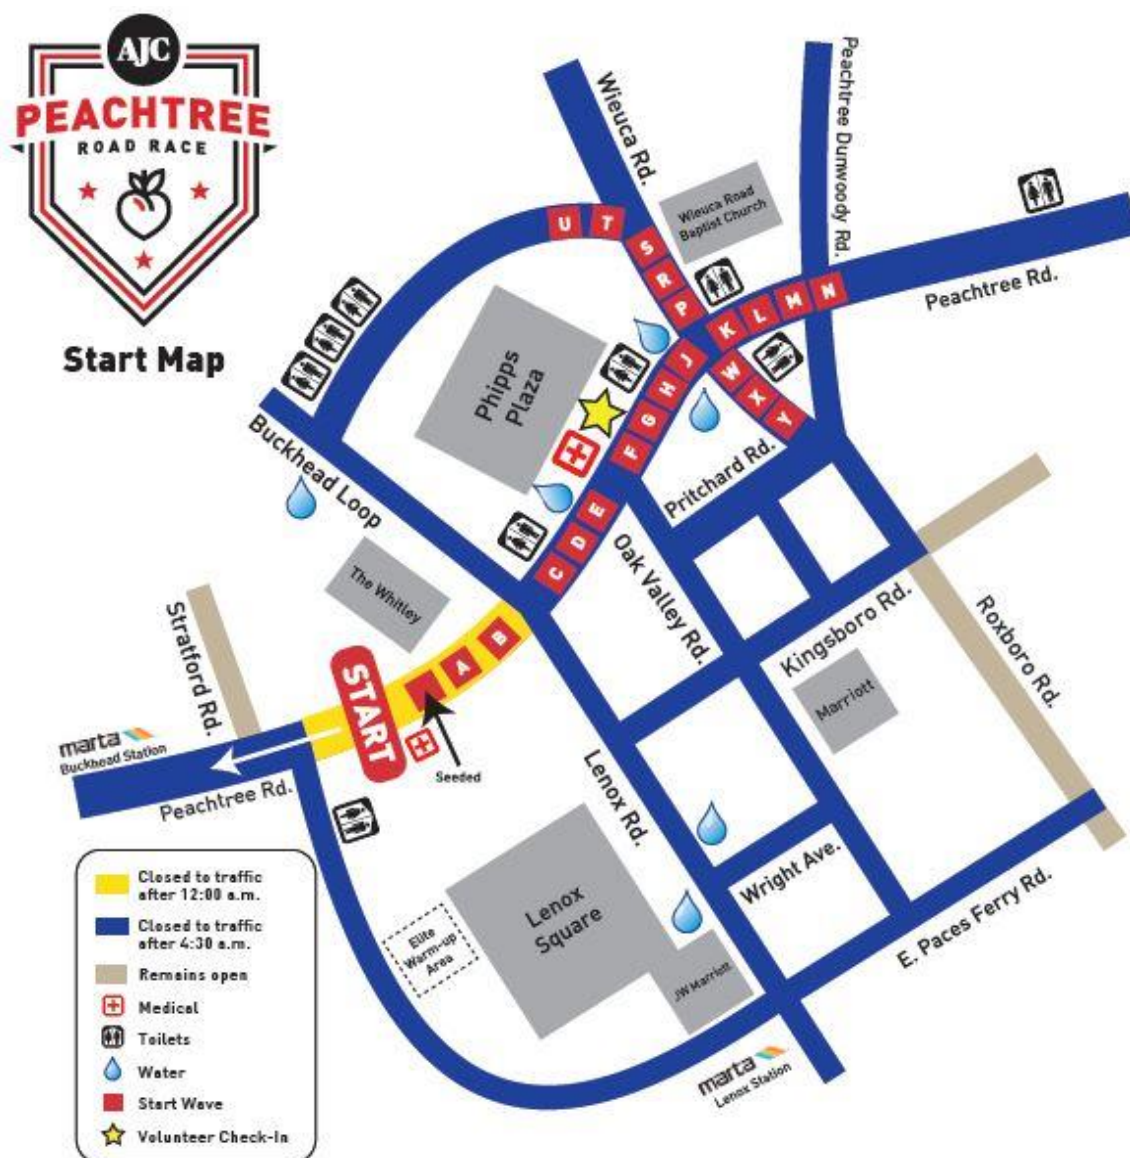 AJC
PEACHTREE
ROAD RACE
Start Map
Wieuca Rd.
Peachtree Dunwoody Rd.
Wieuca Road
Baptist Church
Peachtree Rd.
U
T
S
R
P
K
L
M
N
J
H
G
F
W
X
Y
Phipps
Plaza
Buckhead Loop
Pritchard Rd.
E
D
C
Oak Valley Rd.
The Whitley
B
A
START
Seeded
Stratford Rd.
marta
Buckhead Station
Peachtree Rd.
Kingsboro Rd.
Roxboro Rd.
Marriott
Lenox Rd.
Wright Ave.
E. Paces Ferry Rd.
Lenox
Square
Elite
Warm-up
Area
JW Marriott
marta
Lenox Station
Closed to traffic
after 12:00 a.m.
Closed to traffic
after 4:30 a.m.
Remains open
Medical
Toilets
Water
Start Wave
Volunteer Check-In